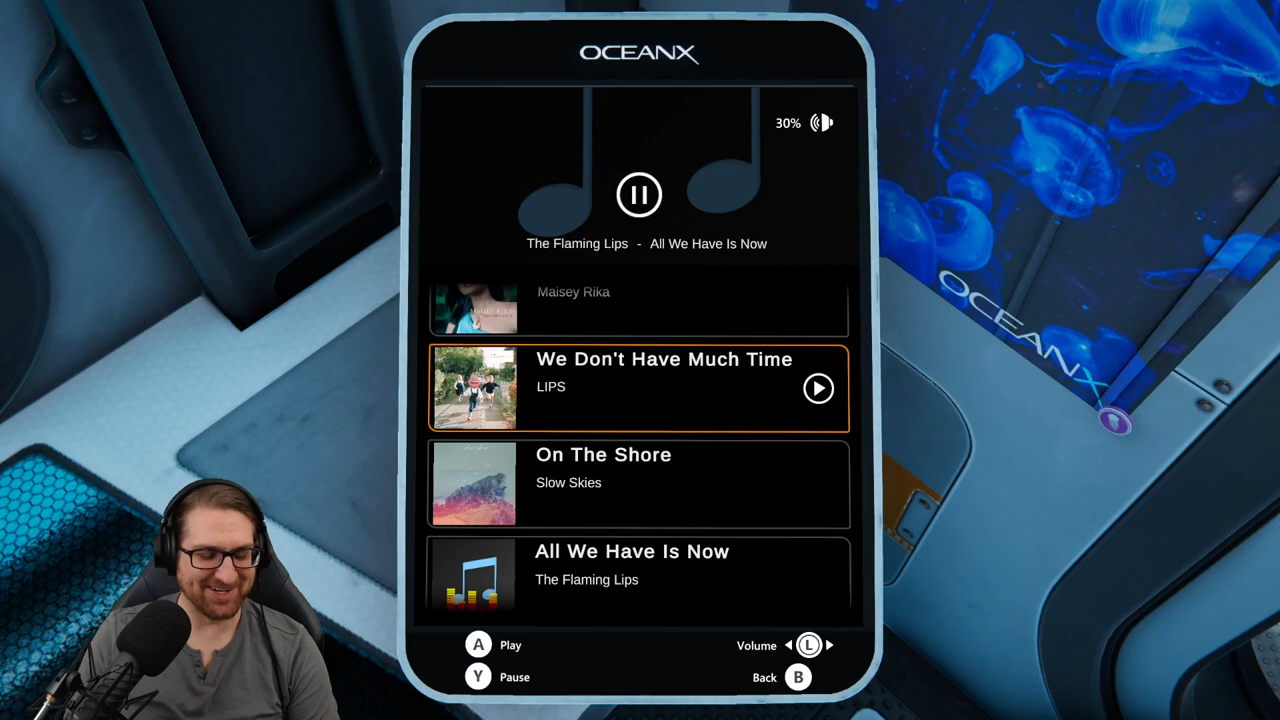 OCEANX
30%
The Flaming Lips - All We Have Is Now
Maisey Rika
We Don't Have Much Time
LIPS
On The Shore
Slow Skies
All We Have Is Now
The Flaming Lips
A Play
Volume L
Y Pause
Back B
OCEANX